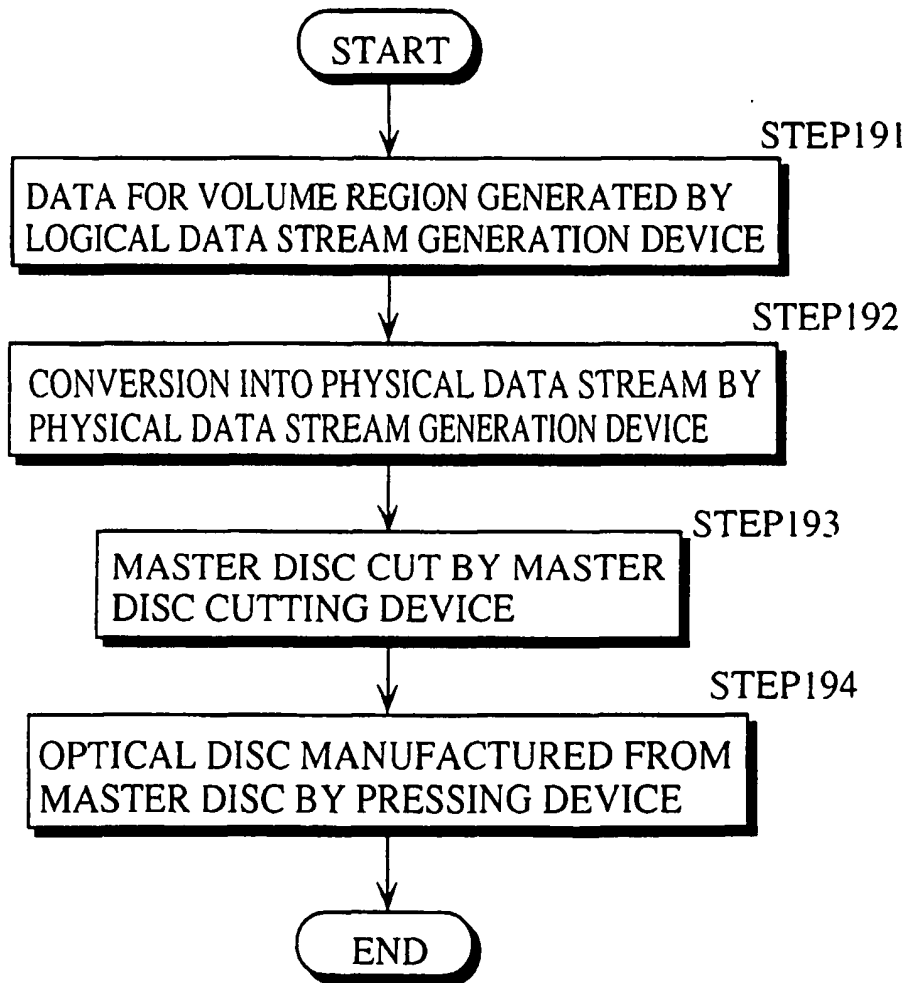 START
STEP191
DATA FOR VOLUME REGION GENERATED BY
LOGICAL DATA STREAM GENERATION DEVICE
STEP192
CONVERSION INTO PHYSICAL DATA STREAM BY
PHYSICAL DATA STREAM GENERATION DEVICE
STEP193
MASTER DISC CUT BY MASTER
DISC CUTTING DEVICE
STEP194
OPTICAL DISC MANUFACTURED FROM
MASTER DISC BY PRESSING DEVICE
END